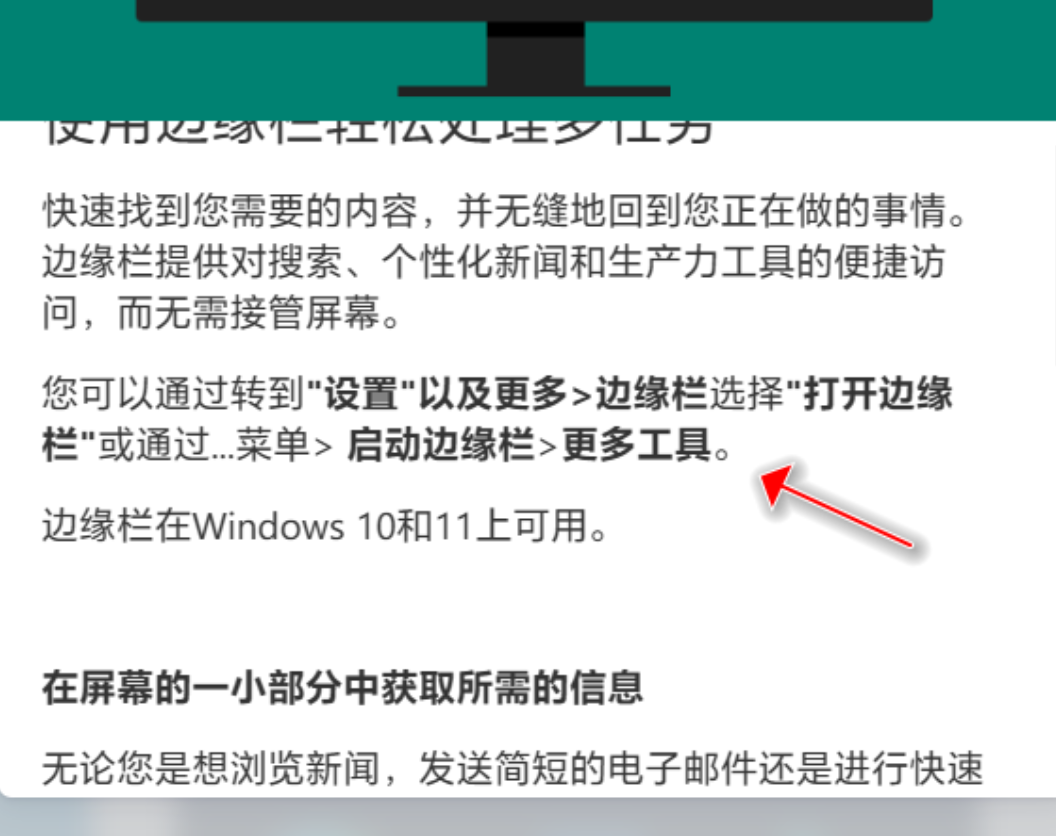 使用边缘栏轻松处理多任务
快速找到您需要的内容，并无缝地回到您正在做的事情。
边缘栏提供对搜索、个性化新闻和生产力工具的便捷访
问，而无需接管屏幕。
您可以通过转到"设置"以及更多>边缘栏选择"打开边缘
栏"或通过...菜单> 启动边缘栏>更多工具。
边缘栏在Windows 10和11上可用。
在屏幕的一小部分中获取所需的信息
无论您是想浏览新闻，发送简短的电子邮件还是进行快速